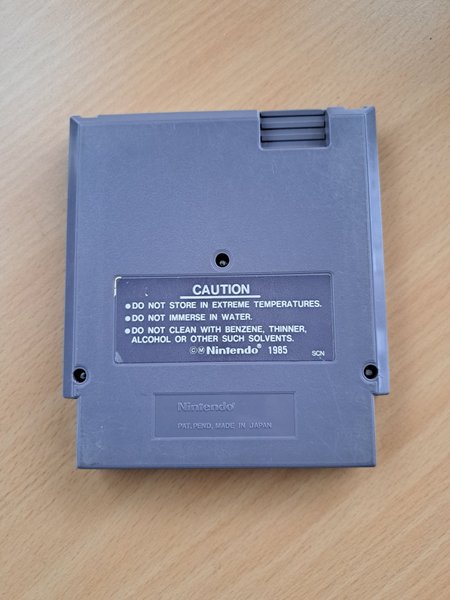 CAUTION
•DO NOT STORE IN EXTREME TEMPERATURES.
•DO NOT IMMERSE IN WATER.
•DO NOT CLEAN WITH BENZENE, THINNER,
ALCOHOL OR OTHER SUCH SOLVENTS.
©Ⓜ Nintendo® 1985 SCN
Nintendo®
PAT. PEND. MADE IN JAPAN